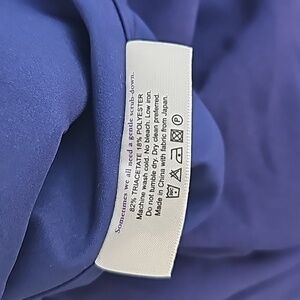 Sometimes we all need a gentle scrub-down.
82% TRIACETATE 18% POLYESTER
Machine wash cold. No bleach. Low iron.
Do not tumble dry. Dry clean preferred.
Made in China with fabric from Japan.